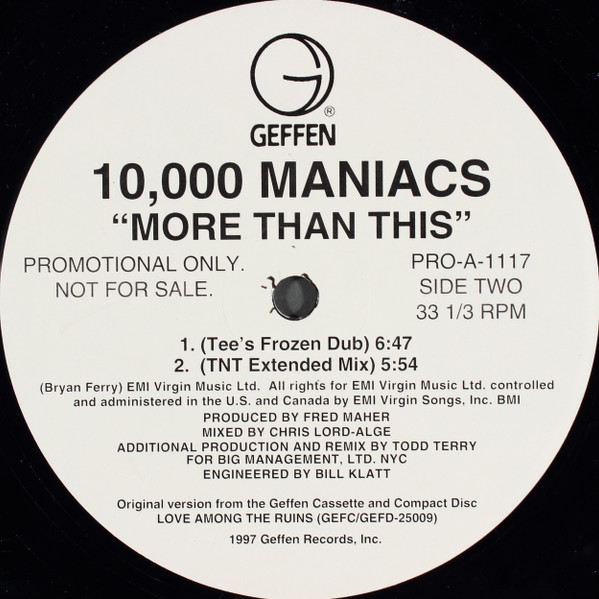 G ®
GEFFEN
10,000 MANIACS
“MORE THAN THIS”
PROMOTIONAL ONLY.
NOT FOR SALE.
PRO-A-1117
SIDE TWO
33 1/3 RPM
1. (Tee's Frozen Dub) 6:47
2. (TNT Extended Mix) 5:54
(Bryan Ferry) EMI Virgin Music Ltd. All rights for EMI Virgin Music Ltd. controlled
and administered in the U.S. and Canada by EMI Virgin Songs, Inc. BMI
PRODUCED BY FRED MAHER
MIXED BY CHRIS LORD-ALGE
ADDITIONAL PRODUCTION AND REMIX BY TODD TERRY
FOR BIG MANAGEMENT, LTD. NYC
ENGINEERED BY BILL KLATT
Original version from the Geffen Cassette and Compact Disc
LOVE AMONG THE RUINS (GEFC/GEFD-25009)
1997 Geffen Records, Inc.